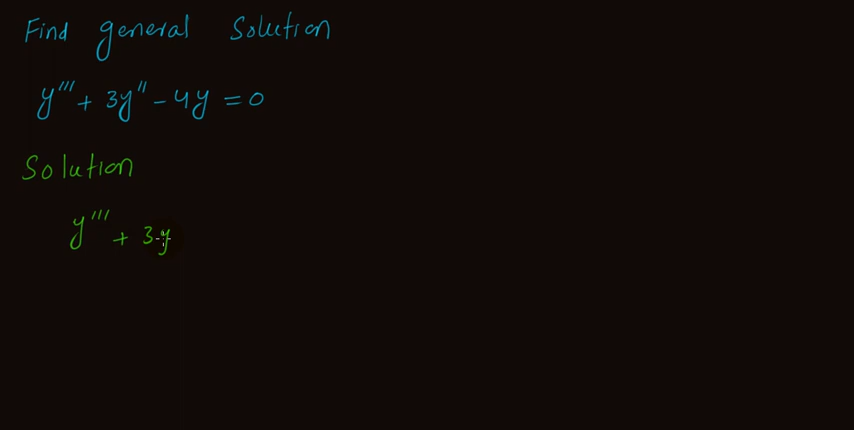 Find general Solution
y''' + 3y'' - 4y = 0
Solution
y''' + 3y